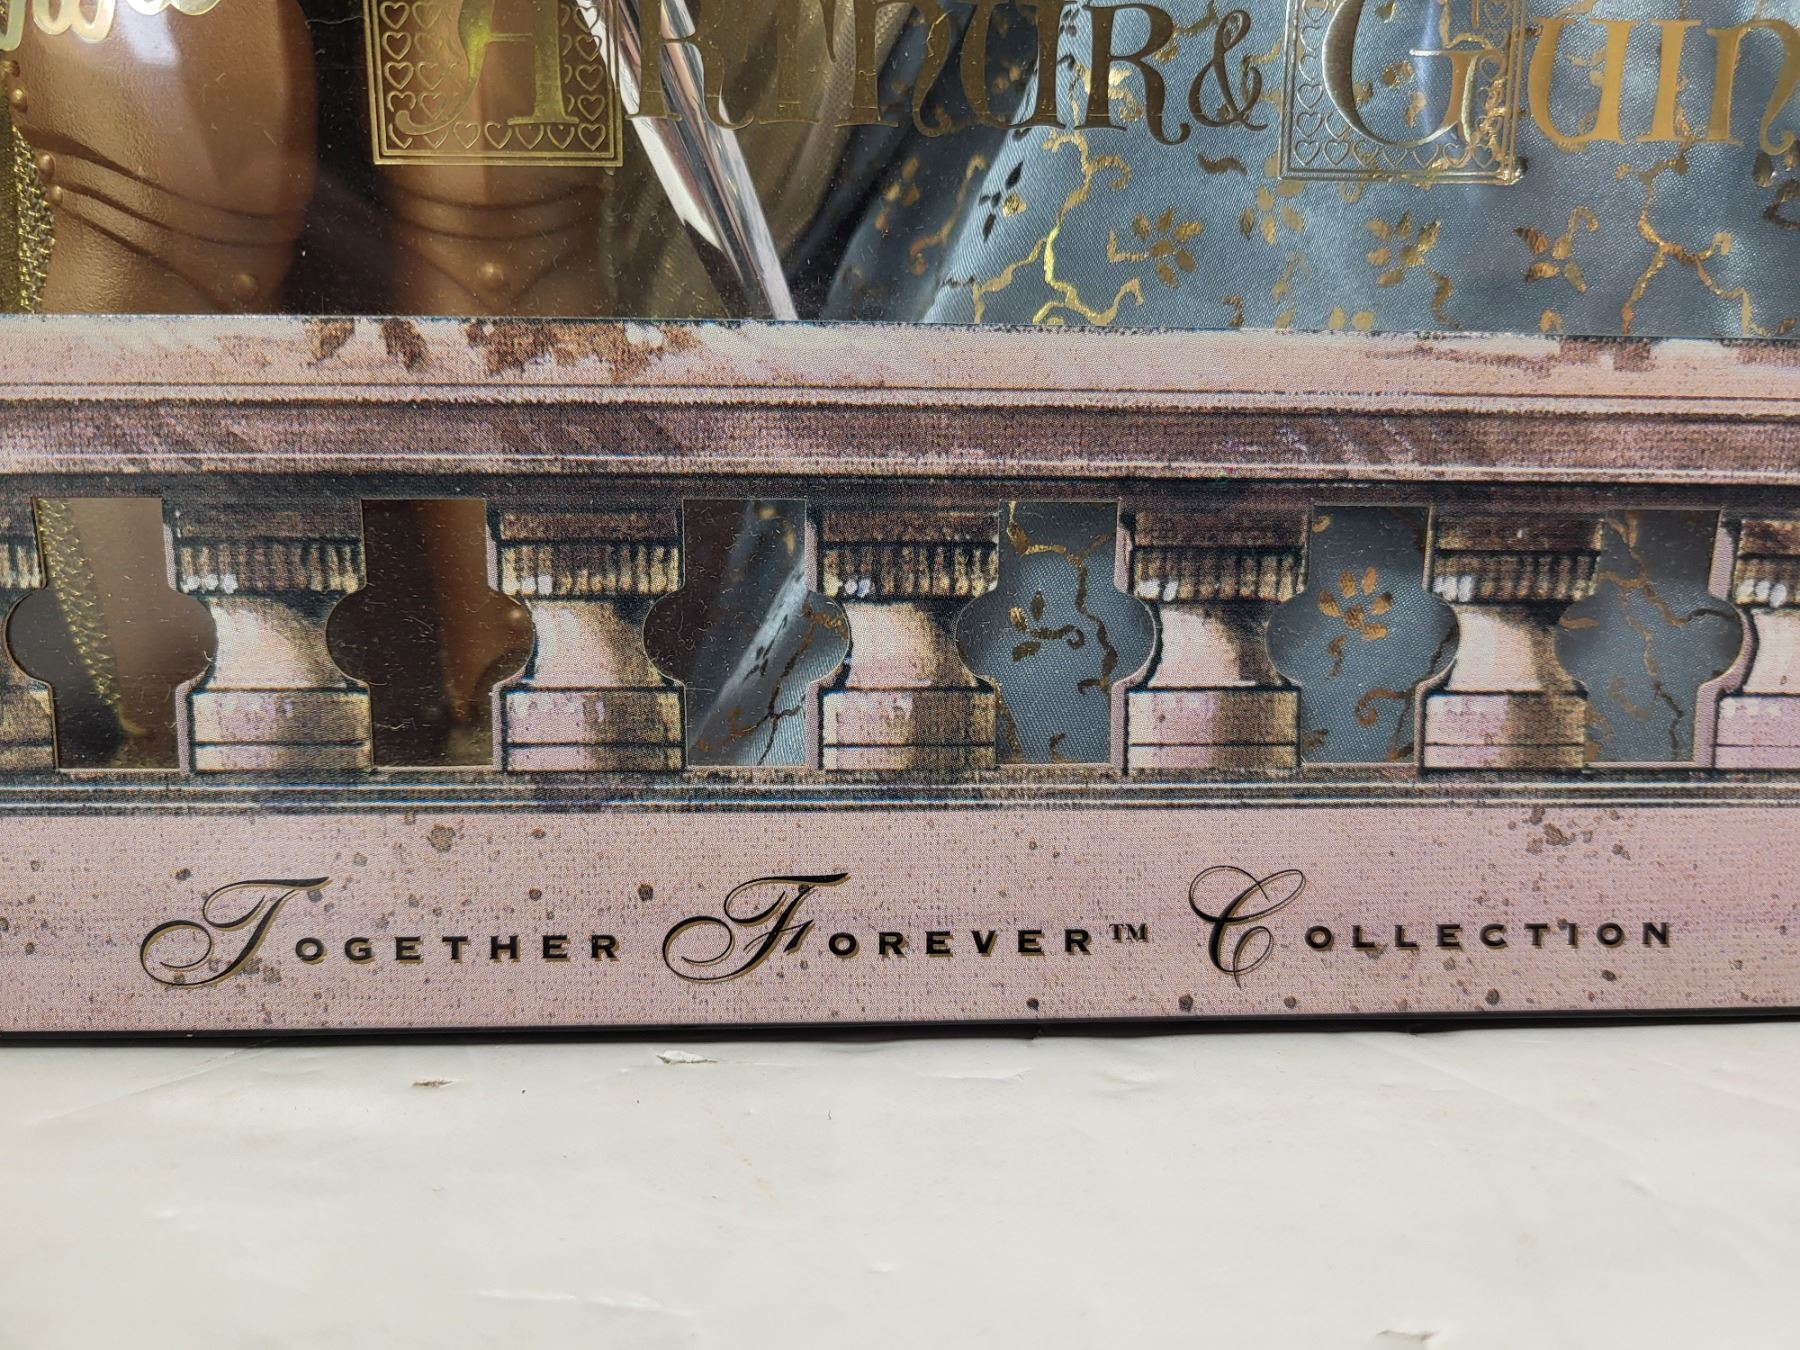 Arthur & Guin
Together Forever™ Collection